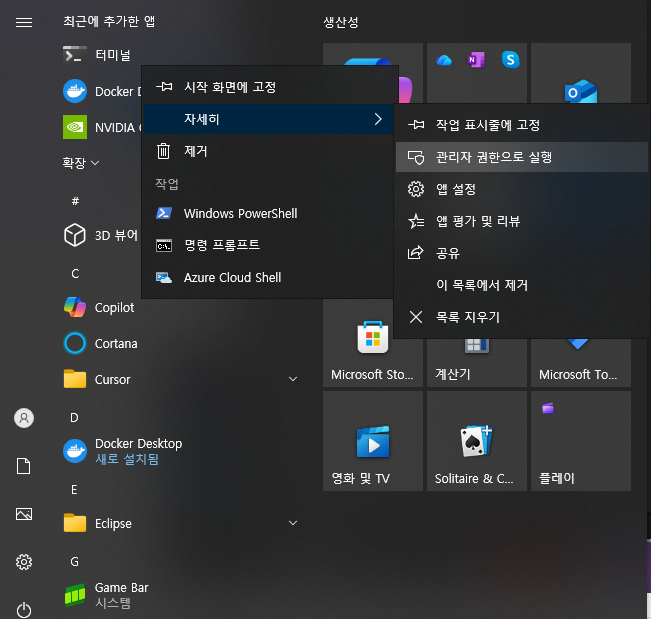 최근에 추가한 앱
터미널
Docker D
NVIDIA
확장
#
3D 뷰어
C
Copilot
Cortana
Cursor
D
Docker Desktop
새로 설치됨
E
Eclipse
G
Game Bar
시스템
시작 화면에 고정
자세히
제거
작업
Windows PowerShell
명령 프롬프트
Azure Cloud Shell
작업 표시줄에 고정
관리자 권한으로 실행
앱 설정
앱 평가 및 리뷰
공유
이 목록에서 제거
목록 지우기
생산성
Microsoft Sto...
계산기
Microsoft To...
영화 및 TV
Solitaire & C...
플레이